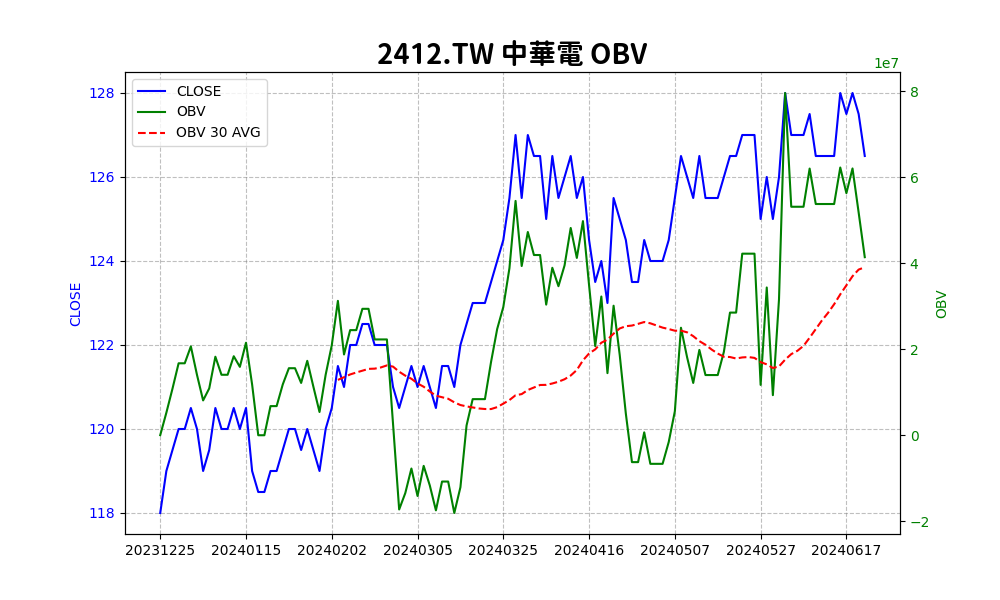 2412.TW 中華電 OBV
1e7
CLOSE
OBV
OBV 30 AVG
128
126
124
122
120
118
CLOSE
8
6
4
2
0
−2
OBV
20231225 20240115 20240202 20240305 20240325 20240416 20240507 20240527 20240617